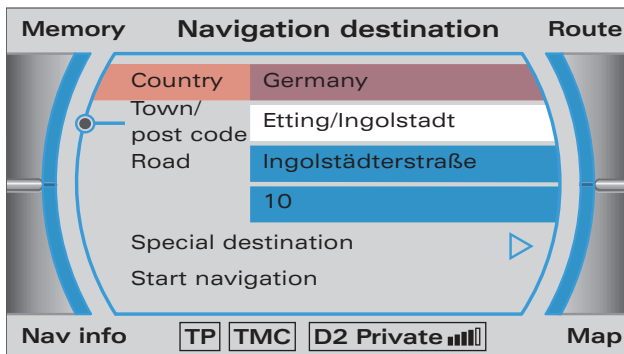 Memory Navigation destination Route
Country Germany
Town/
post code Etting/Ingolstadt
Road Ingolstädterstraße
10
Special destination
Start navigation
Nav info TP TMC D2 Private Map